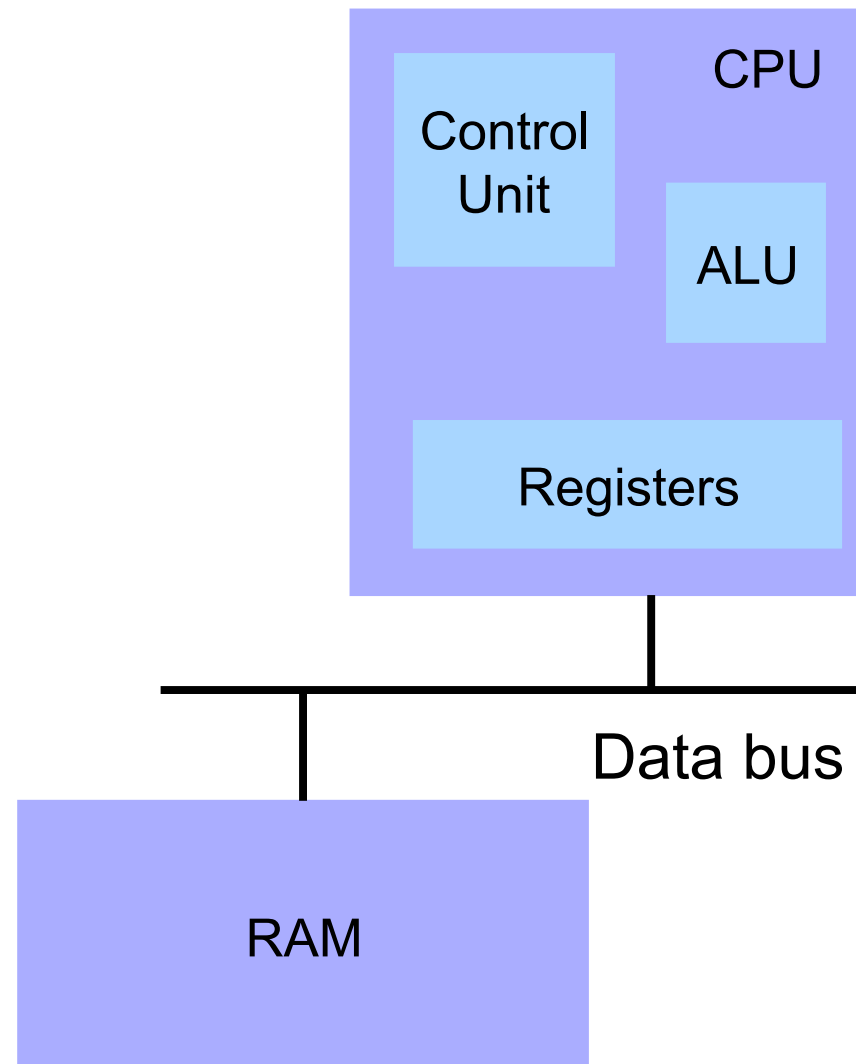 CPU
Control
Unit
ALU
Registers
Data bus
RAM